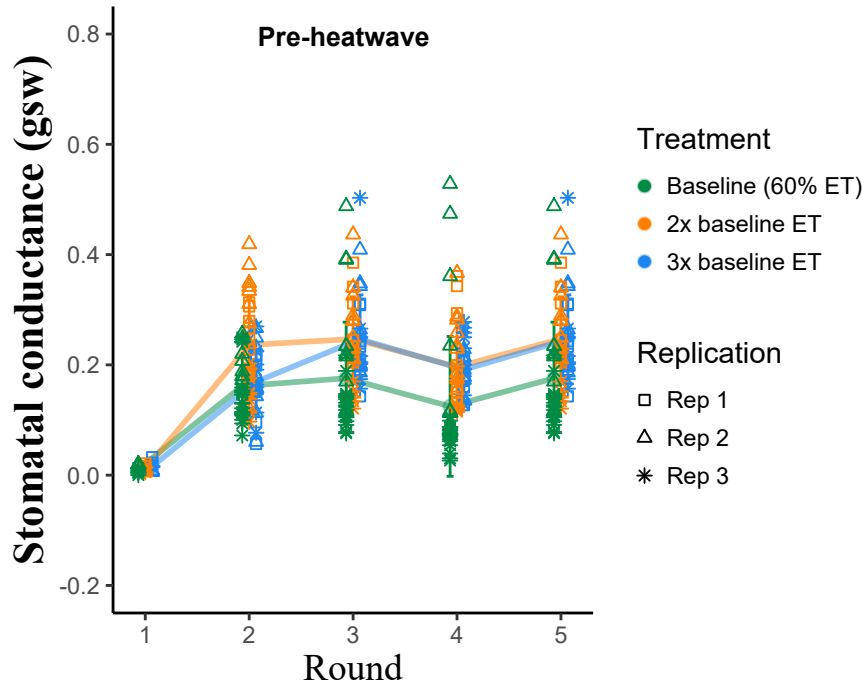 Pre-heatwave
Stomatal conductance (gsw)
0.8
0.6
0.4
0.2
0.0
-0.2
1 2 3 4 5
Round
Treatment
Baseline (60% ET)
2x baseline ET
3x baseline ET
Replication
Rep 1
Rep 2
Rep 3